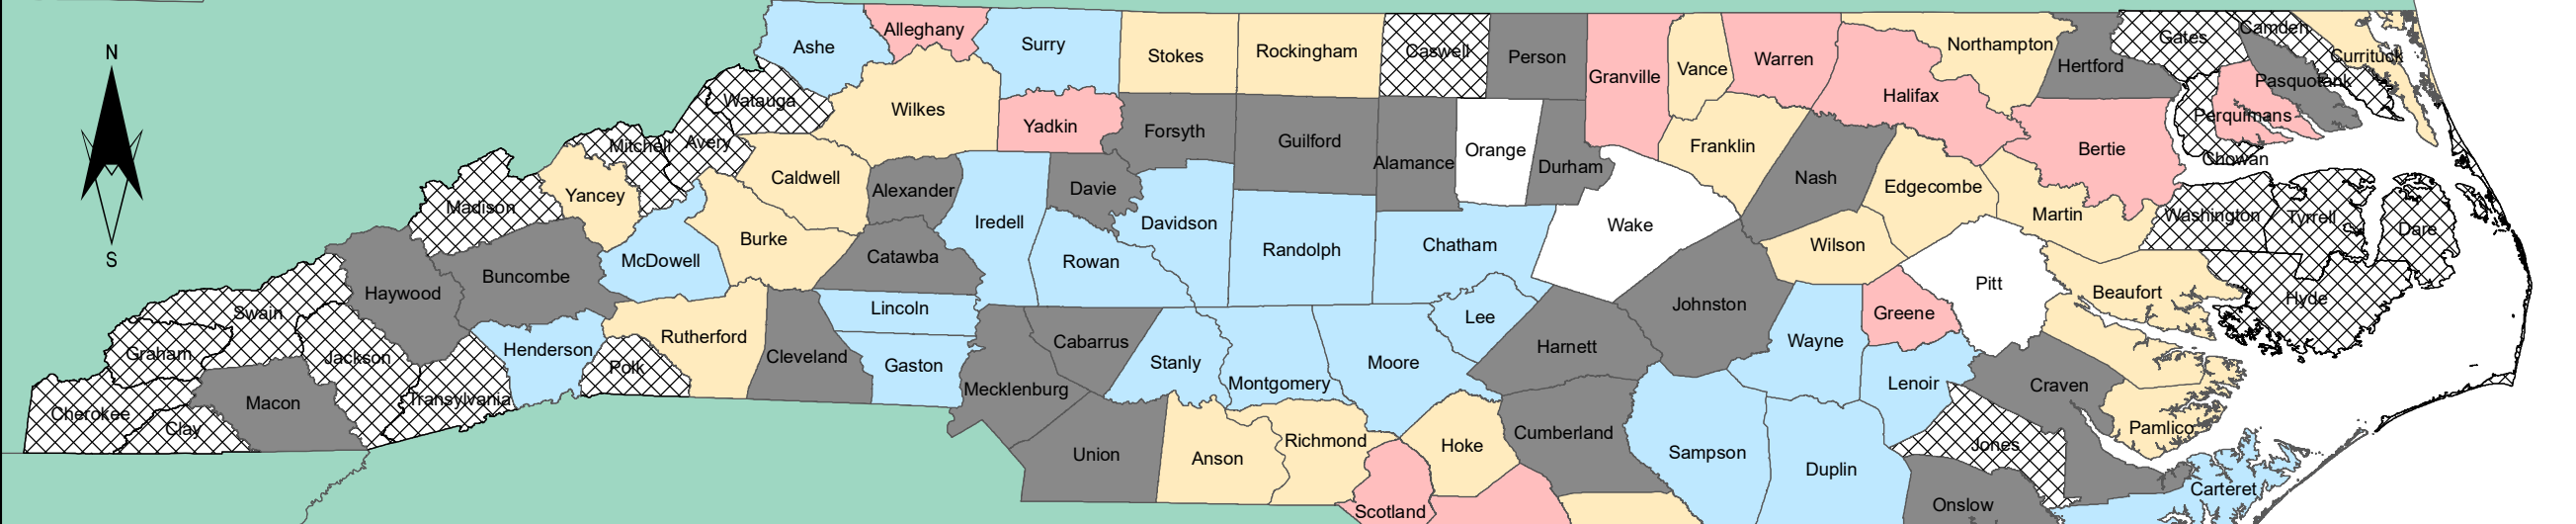 N
S
Ashe
Alleghany
Surry
Stokes
Rockingham
Caswell
Person
Granville
Vance
Warren
Northampton
Halifax
Hertford
Gates
Camden
Currituck
Pasquotank
Perquimans
Chowan
Bertie
Watauga
Wilkes
Yadkin
Forsyth
Guilford
Alamance
Orange
Durham
Franklin
Nash
Edgecombe
Martin
Washington
Tyrrell
Dare
Mitchell
Avery
Caldwell
Alexander
Davie
Iredell
Davidson
Randolph
Chatham
Wake
Wilson
Pitt
Beaufort
Hyde
Madison
Yancey
Burke
McDowell
Catawba
Rowan
Buncombe
Haywood
Lincoln
Johnston
Greene
Wayne
Swain
Graham
Jackson
Henderson
Rutherford
Polk
Cleveland
Gaston
Mecklenburg
Cabarrus
Stanly
Montgomery
Moore
Lee
Harnett
Lenoir
Craven
Pamlico
Cherokee
Clay
Macon
Transylvania
Union
Anson
Richmond
Hoke
Cumberland
Sampson
Duplin
Jones
Scotland
Onslow
Carteret